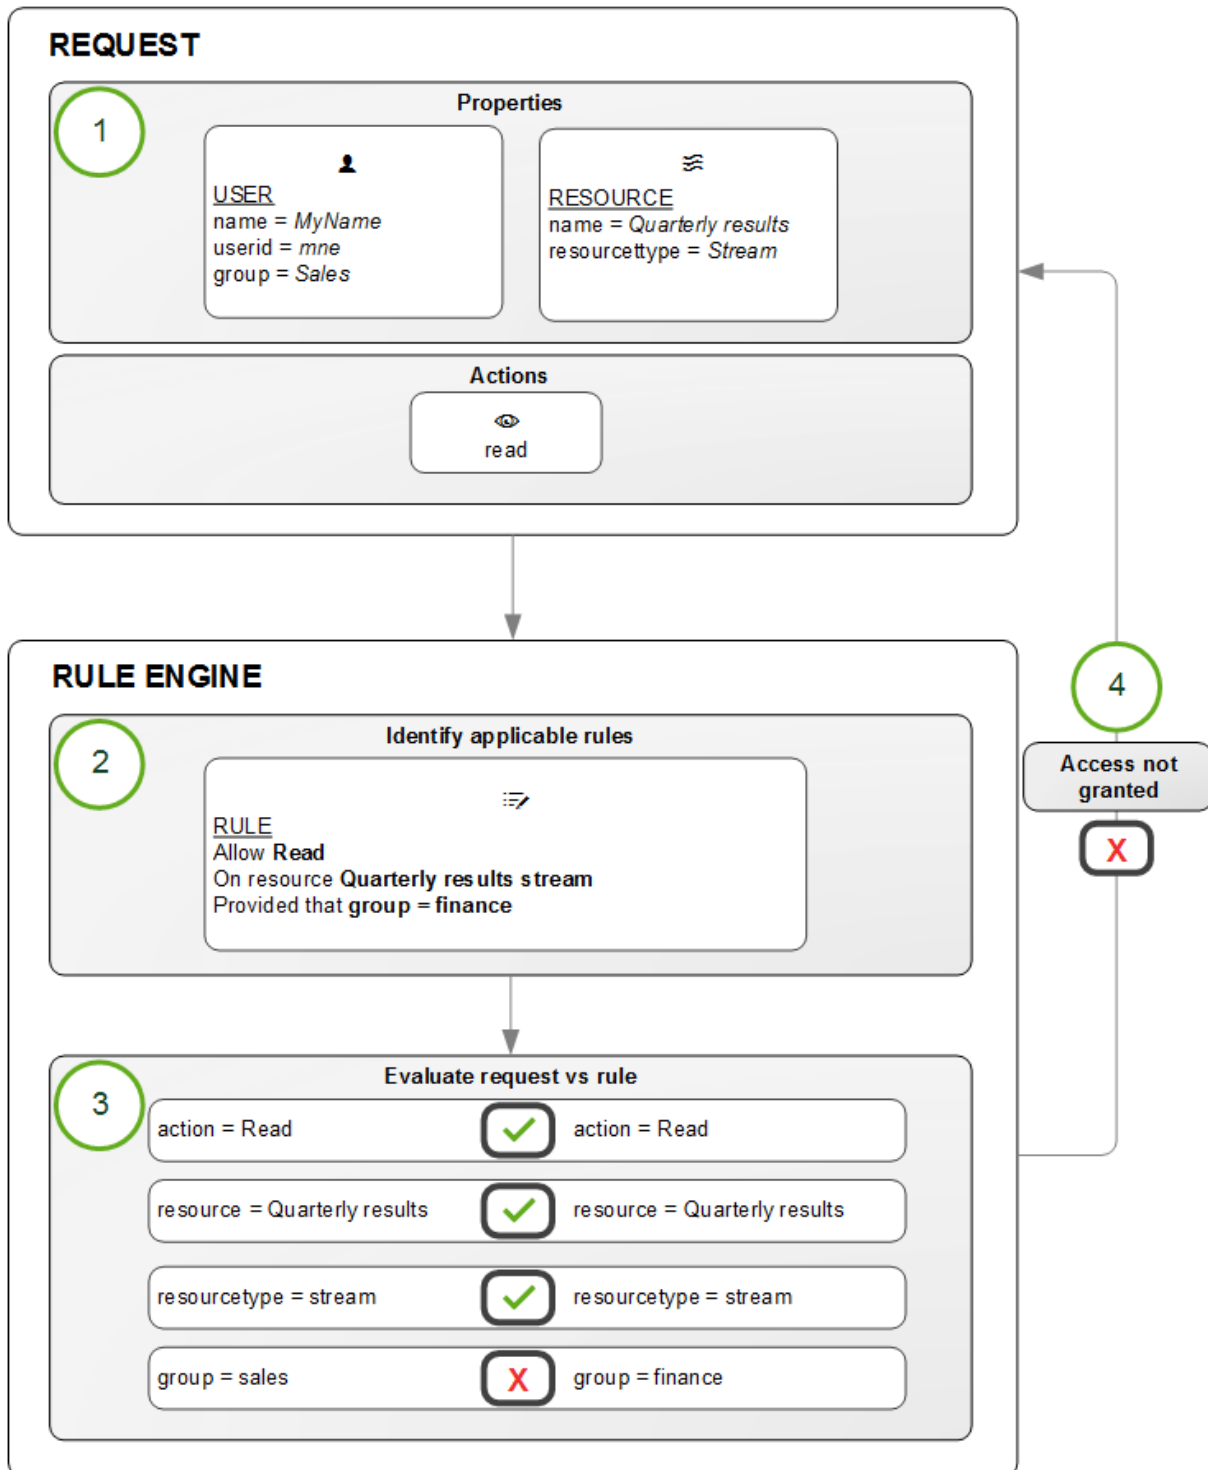 REQUEST
1
Properties
USER
name = MyName
userid = mne
group = Sales
RESOURCE
name = Quarterly results
resourcettype = Stream
Actions
read
RULE ENGINE
2
Identify applicable rules
RULE
Allow Read
On resource Quarterly results stream
Provided that group = finance
4
Access not
granted
X
3
Evaluate request vs rule
action = Read action = Read
resource = Quarterly results resource = Quarterly results
resourcetype = stream resourcetype = stream
group = sales X group = finance